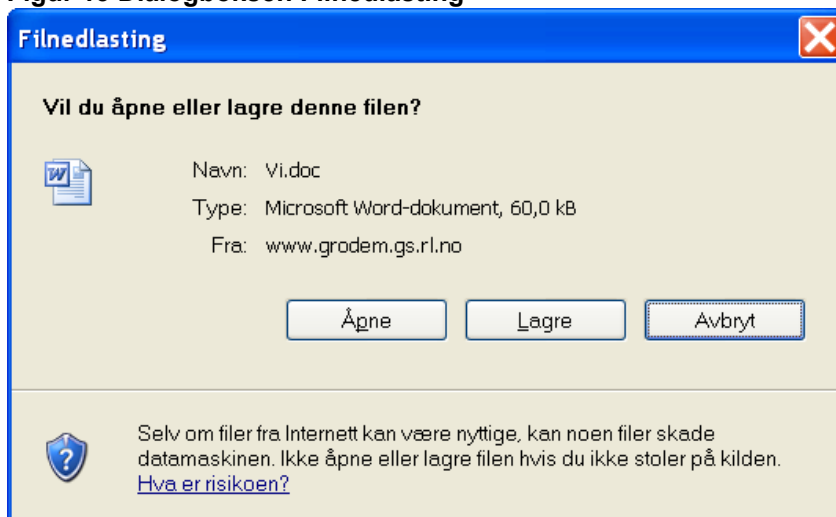 Filnedlasting
Vil du åpne eller lagre denne filen?
Navn: Vi.doc
Type: Microsoft Word-dokument, 60,0 kB
Fra: www.grodem.gs.rl.no
Åpne Lagre Avbryt
Selv om filer fra Internett kan være nyttige, kan noen filer skade
datamaskinen. Ikke åpne eller lagre filen hvis du ikke stoler på kilden.
Hva er risikoen?